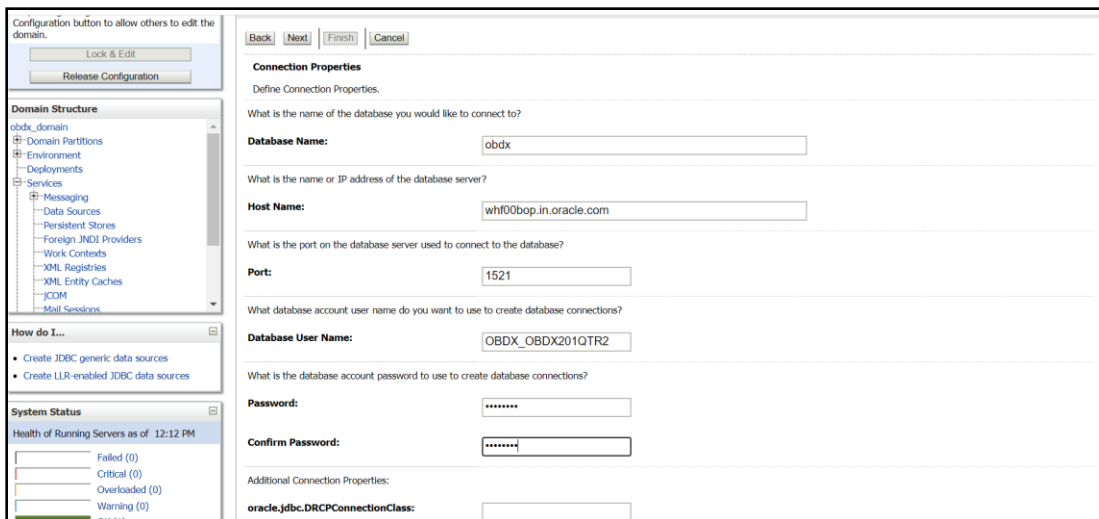 Configuration button to allow others to edit the
domain.
Lock & Edit
Release Configuration
Domain Structure
obdx_domain
Domain Partitions
Environment
Deployments
Services
Messaging
Data Sources
Persistent Stores
Foreign JNDI Providers
Work Contexts
XML Registries
XML Entity Caches
jCOM
Mail Sessions
How do I...
Create JDBC generic data sources
Create LLR-enabled JDBC data sources
System Status
Health of Running Servers as of 12:12 PM
Failed (0)
Critical (0)
Overloaded (0)
Warning (0)
Back Next Finish Cancel
Connection Properties
Define Connection Properties.
What is the name of the database you would like to connect to?
Database Name: obdx
What is the name or IP address of the database server?
Host Name: whf00bop.in.oracle.com
What is the port on the database server used to connect to the database?
Port: 1521
What database account user name do you want to use to create database connections?
Database User Name: OBDX_OBDX201QTR2
What is the database account password to use to create database connections?
Password: ••••••••
Confirm Password: ••••••••
Additional Connection Properties:
oracle.jdbc.DRCPConnectionClass: